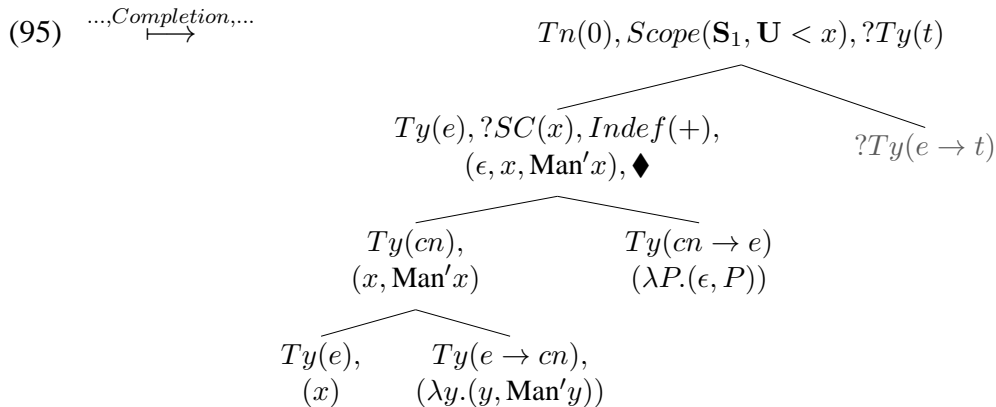 (95) ...,Completion,... ⟼ Tn(0), Scope(S₁, U < x), ?Ty(t)
Ty(e), ?SC(x), Indef(+),
(ϵ, x, Man′x), ♦
?Ty(e → t)
Ty(cn),
(x, Man′x)
Ty(cn → e)
(λP.(ϵ, P))
Ty(e),
(x)
Ty(e → cn),
(λy.(y, Man′y))